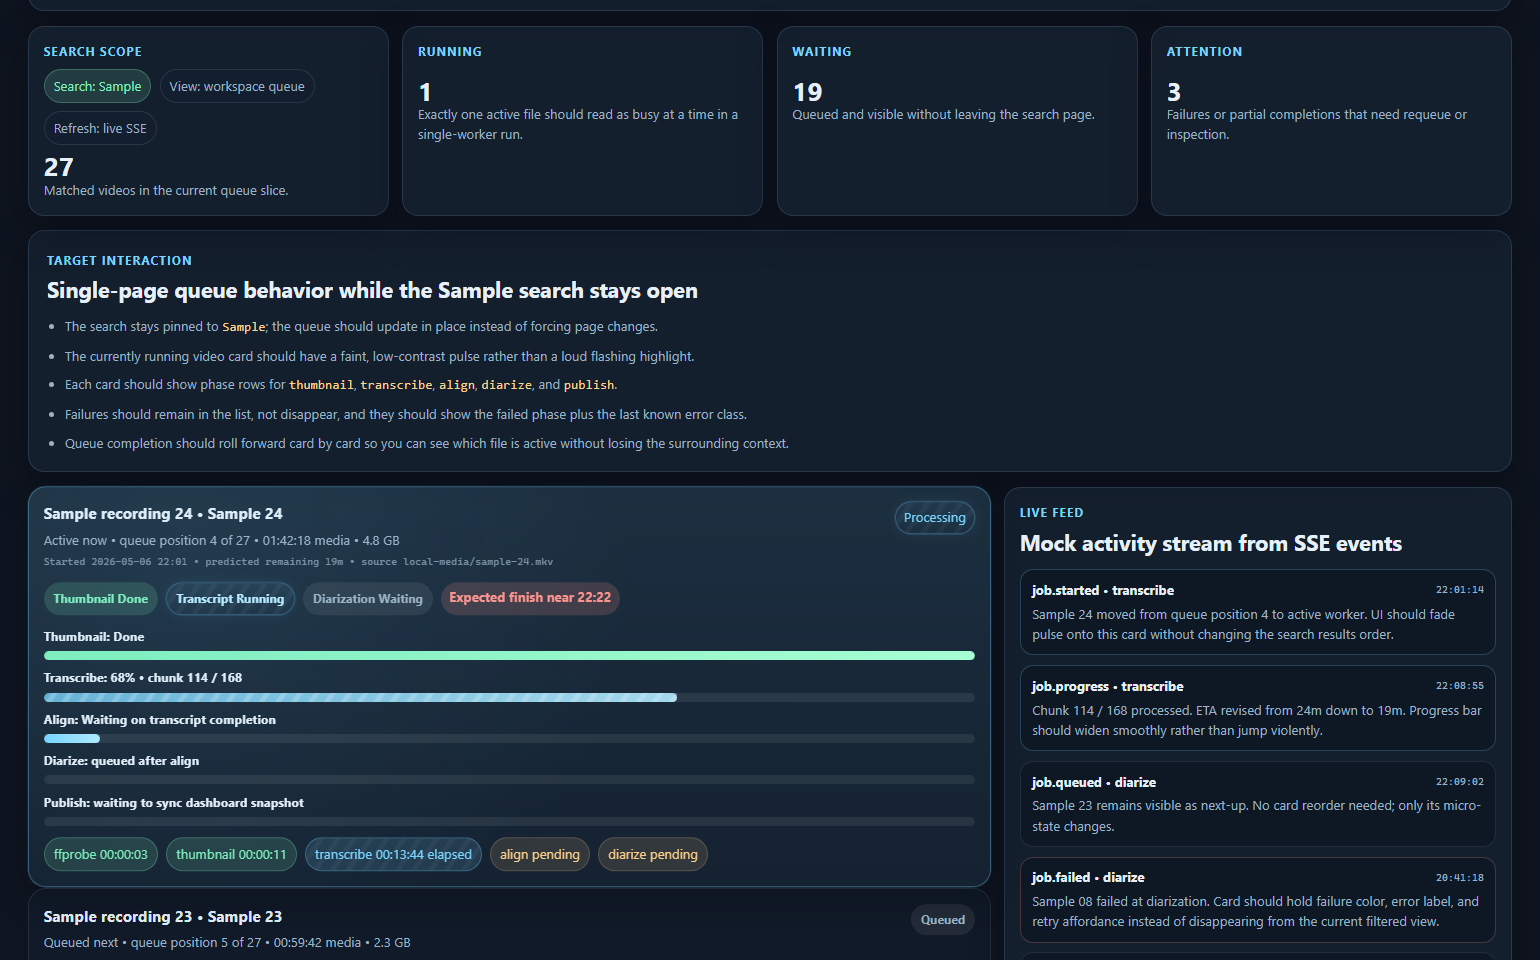 SEARCH SCOPE
Search: Sample
View: workspace queue
Refresh: live SSE
27
Matched videos in the current queue slice.
RUNNING
1
Exactly one active file should read as busy at a time in a
single-worker run.
WAITING
19
Queued and visible without leaving the search page.
ATTENTION
3
Failures or partial completions that need requeue or
inspection.
TARGET INTERACTION
Single-page queue behavior while the Sample search stays open
• The search stays pinned to Sample; the queue should update in place instead of forcing page changes.
• The currently running video card should have a faint, low-contrast pulse rather than a loud flashing highlight.
• Each card should show phase rows for thumbnail, transcribe, align, diarize, and publish.
• Failures should remain in the list, not disappear, and they should show the failed phase plus the last known error class.
• Queue completion should roll forward card by card so you can see which file is active without losing the surrounding context.
Sample recording 24 • Sample 24
Processing
Active now • queue position 4 of 27 • 01:42:18 media • 4.8 GB
Started 2026-05-06 22:01 • predicted remaining 19m • source local-media/sample-24.mkv
Thumbnail Done
Transcript Running
Diarization Waiting
Expected finish near 22:22
Thumbnail: Done
Transcribe: 68% • chunk 114 / 168
Align: Waiting on transcript completion
Diarize: queued after align
Publish: waiting to sync dashboard snapshot
ffprobe 00:00:03
thumbnail 00:00:11
transcribe 00:13:44 elapsed
align pending
diarize pending
Sample recording 23 • Sample 23
Queued
Queued next • queue position 5 of 27 • 00:59:42 media • 2.3 GB
LIVE FEED
Mock activity stream from SSE events
job.started • transcribe
22:01:14
Sample 24 moved from queue position 4 to active worker. UI should fade
pulse onto this card without changing the search results order.
job.progress • transcribe
22:08:55
Chunk 114 / 168 processed. ETA revised from 24m down to 19m. Progress bar
should widen smoothly rather than jump violently.
job.queued • diarize
22:09:02
Sample 23 remains visible as next-up. No card reorder needed; only its micro-
state changes.
job.failed • diarize
20:41:18
Sample 08 failed at diarization. Card should hold failure color, error label, and
retry affordance instead of disappearing from the current filtered view.